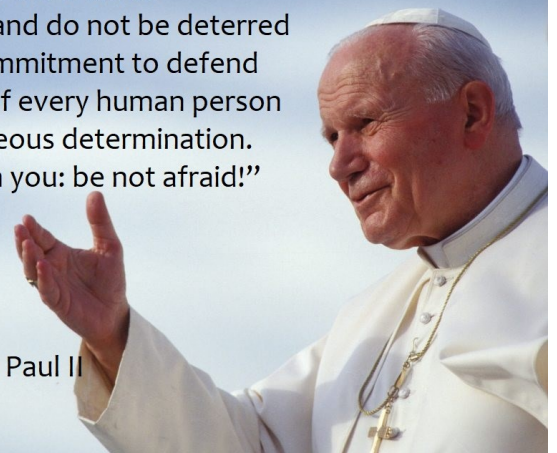 and do not be deterred
mmitment to defend
f every human person
eous determination.
n you: be not afraid!”
Paul II